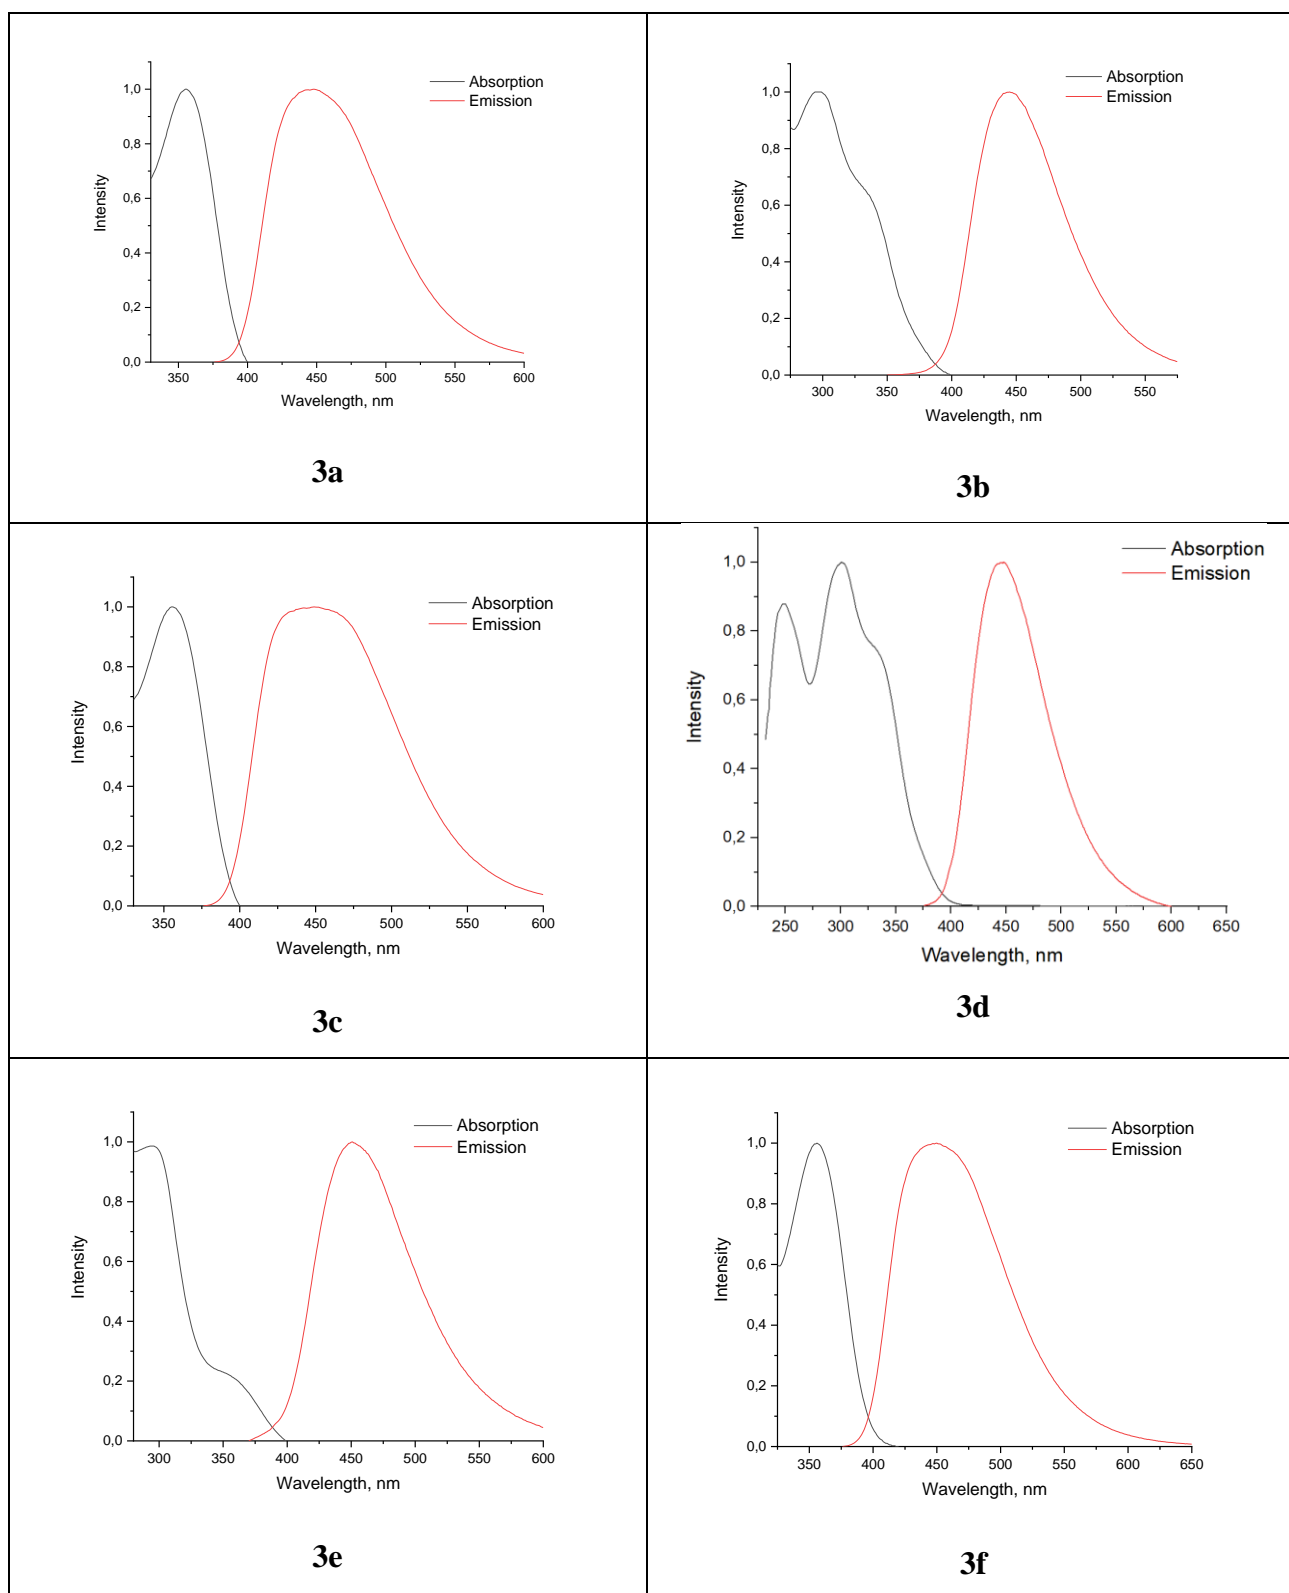 Absorption
Emission
1,0
0,8
0,6
0,4
0,2
0,0
Intensity
350 400 450 500 550 600
Wavelength, nm
3a
Absorption
Emission
1,0
0,8
0,6
0,4
0,2
0,0
Intensity
300 350 400 450 500 550
Wavelength, nm
3b
Absorption
Emission
1,0
0,8
0,6
0,4
0,2
0,0
Intensity
350 400 450 500 550 600
Wavelength, nm
3c
Absorption
Emission
1,0
0,8
0,6
0,4
0,2
0,0
Intensity
250 300 350 400 450 500 550 600 650
Wavelength, nm
3d
Absorption
Emission
1,0
0,8
0,6
0,4
0,2
0,0
Intensity
300 350 400 450 500 550 600
Wavelength, nm
3e
Absorption
Emission
1,0
0,8
0,6
0,4
0,2
0,0
Intensity
350 400 450 500 550 600 650
Wavelength, nm
3f